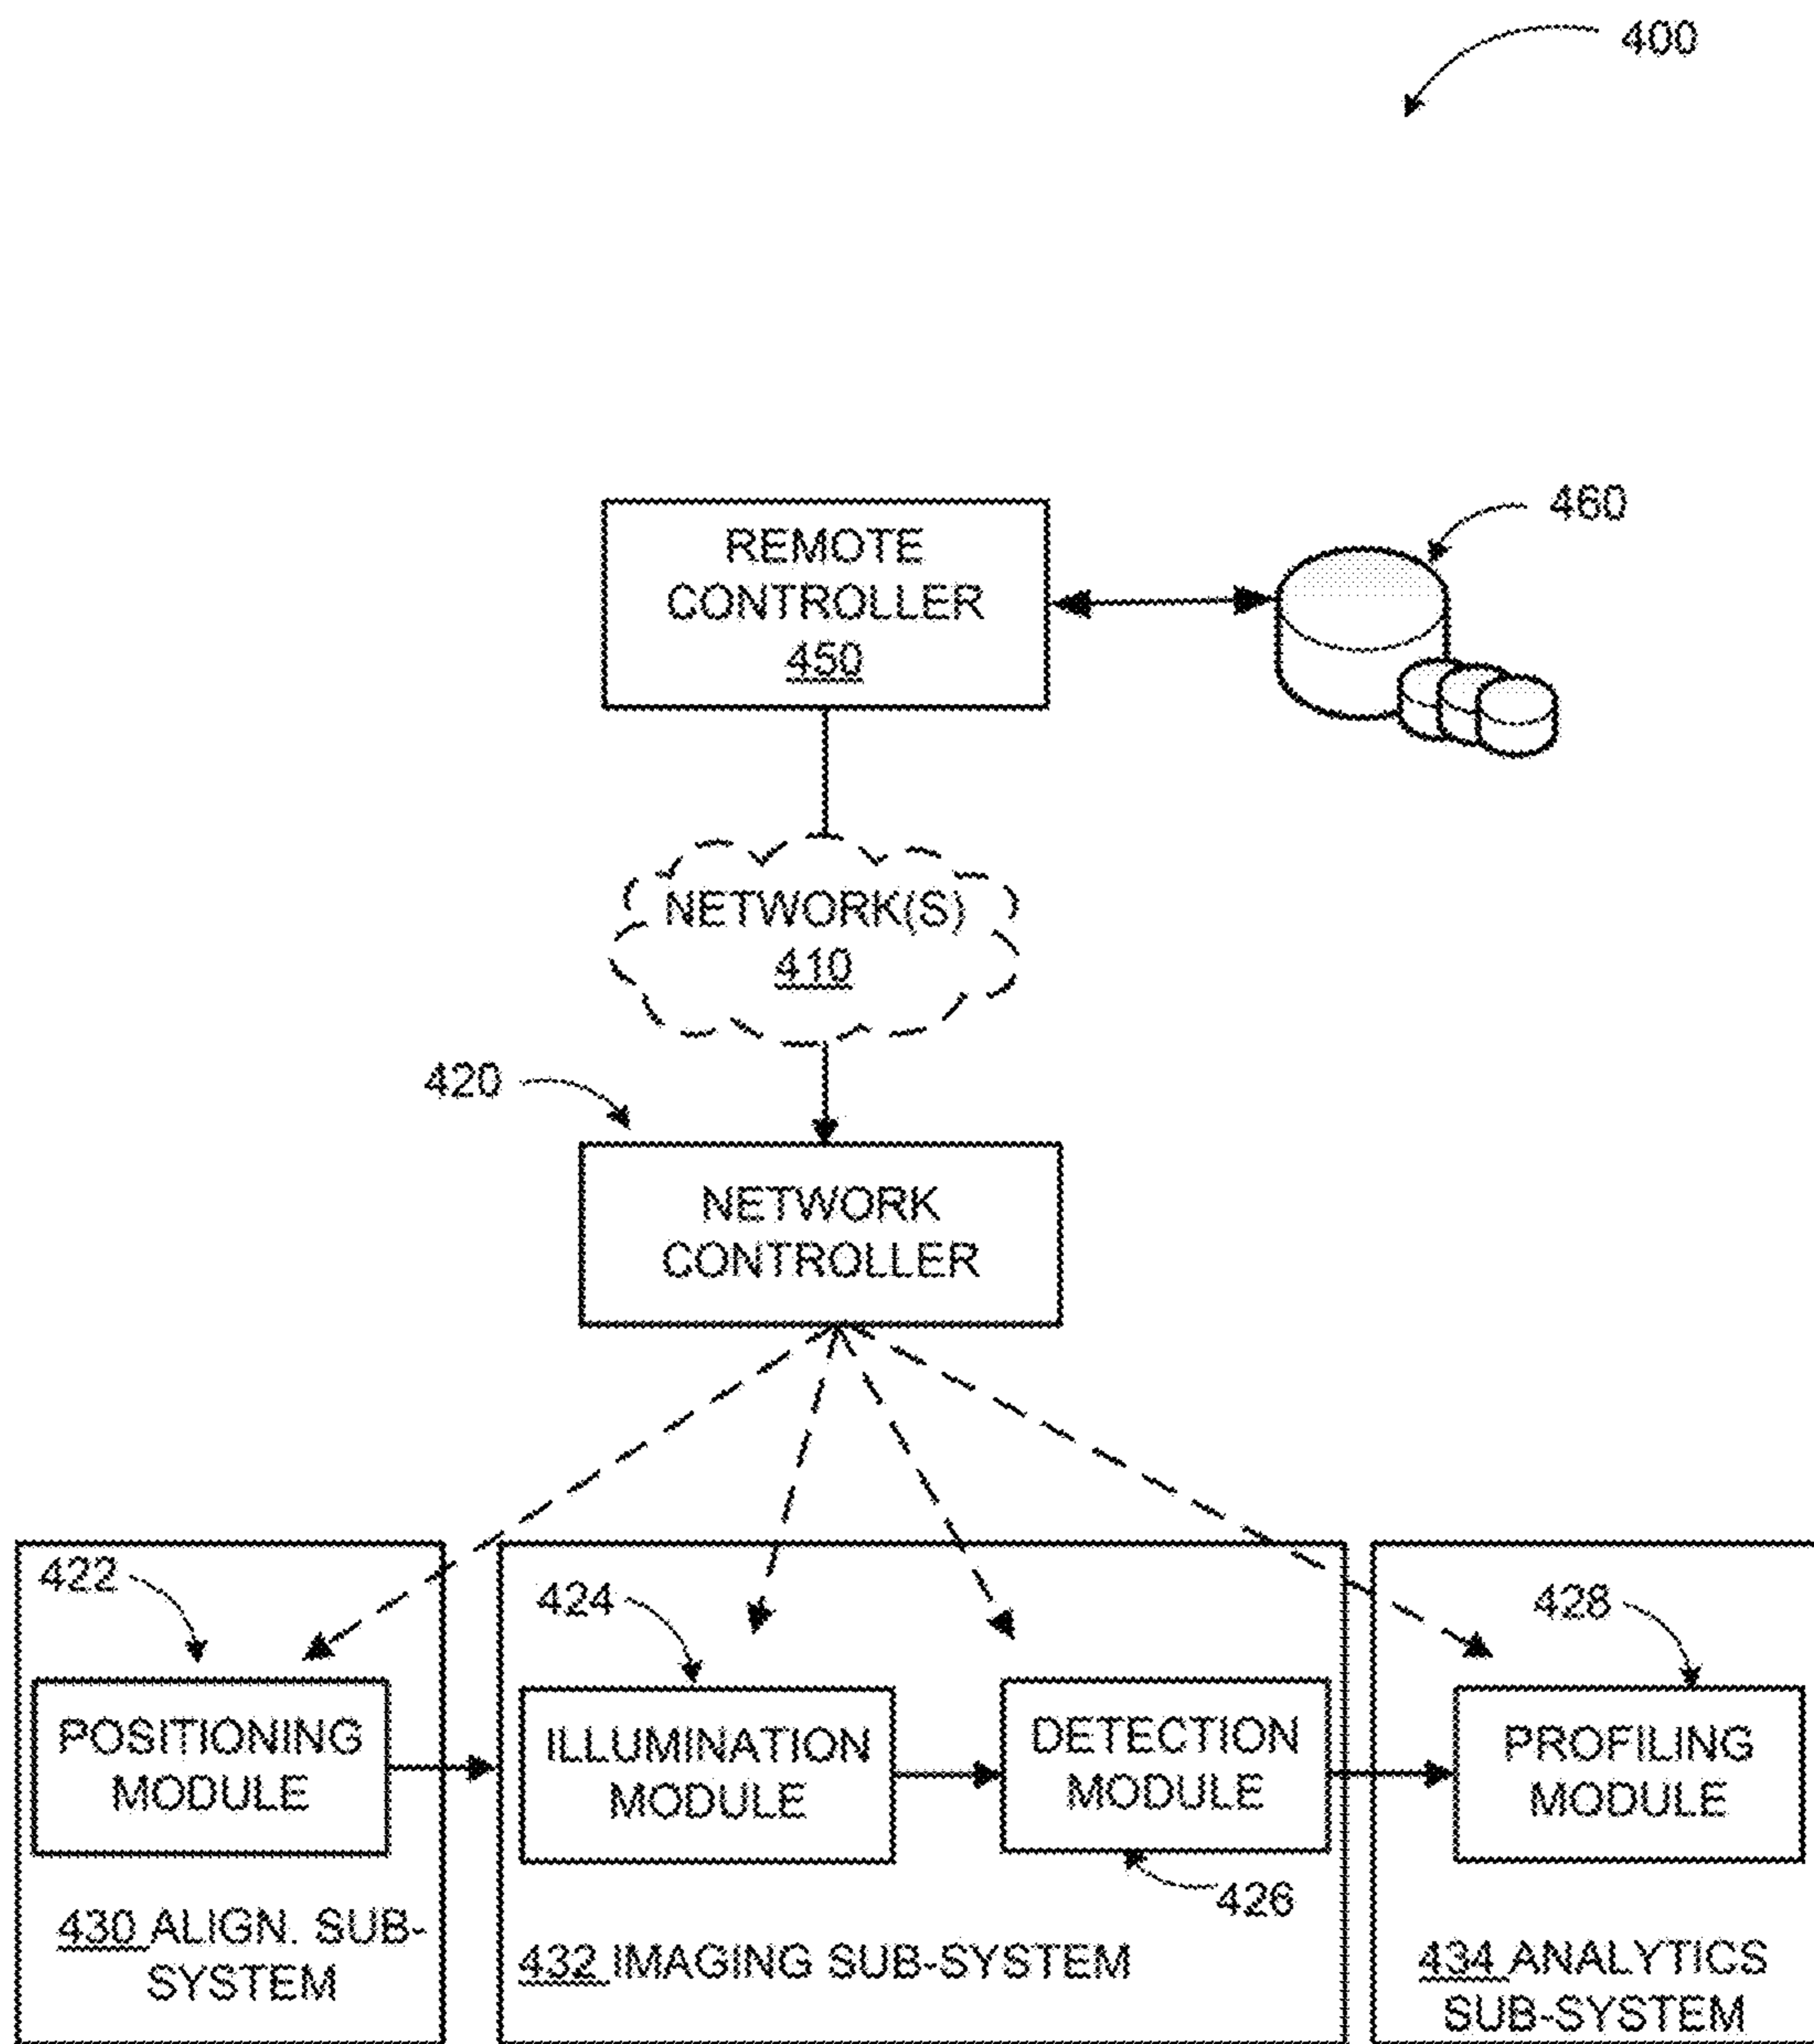 400
REMOTE
CONTROLLER
450
460
NETWORK(S)
410
420
NETWORK
CONTROLLER
422
424
428
POSITIONING
MODULE
ILLUMINATION
MODULE
DETECTION
MODULE
PROFILING
MODULE
426
430 ALIGN. SUB-
SYSTEM
432 IMAGING SUB-SYSTEM
434 ANALYTICS
SUB-SYSTEM